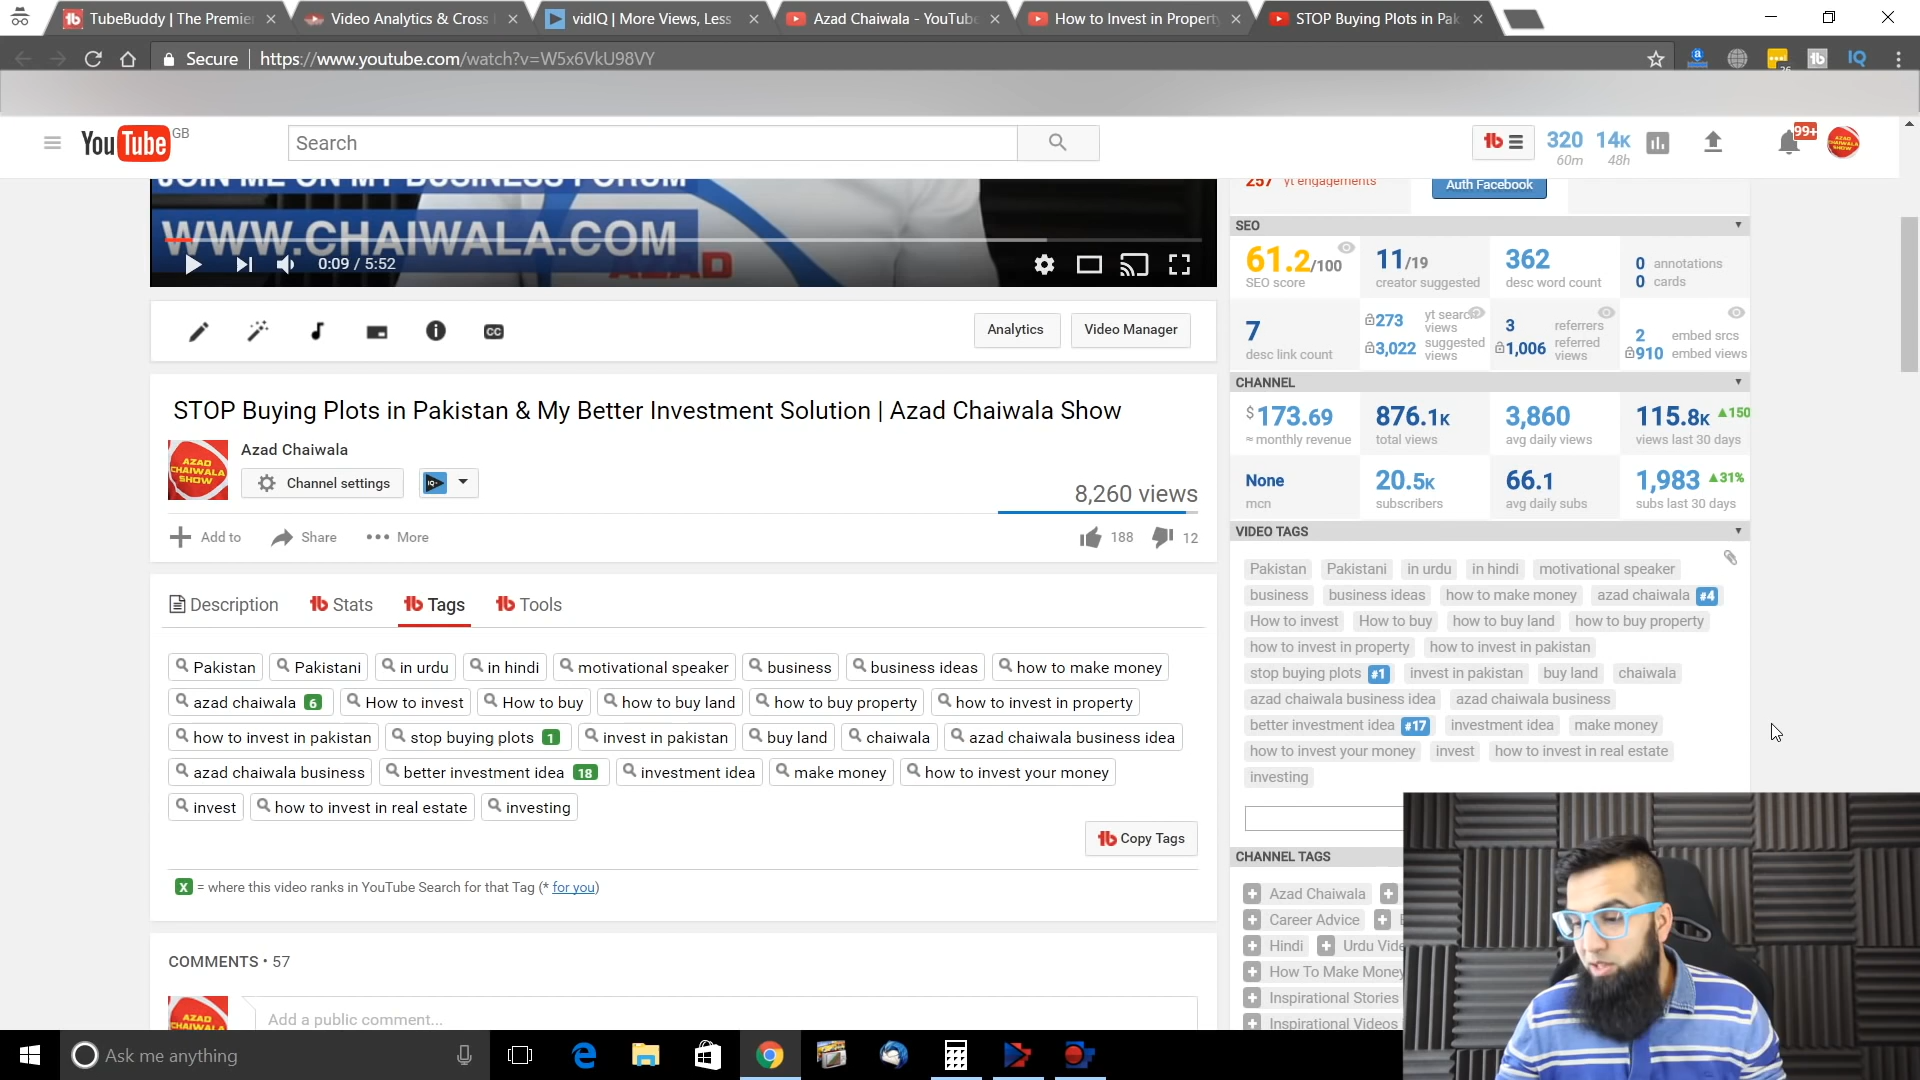 TubeBuddy | The Premie
Video Analytics & Cross
vidIQ | More Views, Less
Azad Chaiwala - YouTube
How to Invest in Property
STOP Buying Plots in Pak
Secure
https://www.youtube.com/watch?v=W5x6VkU98VY
26
IQ
YouTube GB
Search
320
60m
14K
48h
99+
JOIN ME ON MY BUSINESS FORUM
WWW.CHAIWALA.COM
AZAD
0:09 / 5:52
CC
Analytics
Video Manager
STOP Buying Plots in Pakistan & My Better Investment Solution | Azad Chaiwala Show
AZAD CHAIWALA SHOW
Azad Chaiwala
Channel settings
8,260 views
Add to
Share
More
188
12
Description
Stats
Tags
Tools
Pakistan Pakistani in urdu in hindi motivational speaker business business ideas how to make money
azad chaiwala 6 How to invest How to buy how to buy land how to buy property how to invest in property
how to invest in pakistan stop buying plots 1 invest in pakistan buy land chaiwala azad chaiwala business idea
azad chaiwala business better investment idea 18 investment idea make money how to invest your money
invest how to invest in real estate investing
Copy Tags
X = where this video ranks in YouTube Search for that Tag (* for you)
COMMENTS • 57
Add a public comment...
257 yt engagements
Auth Facebook
SEO
61.2/100
SEO score
11/19
creator suggested
362
desc word count
0 annotations
0 cards
7
desc link count
273 yt search views
3,022 suggested views
3 referrers
1,006 referred views
2 embed srcs
910 embed views
CHANNEL
$173.69
≈ monthly revenue
876.1K
total views
3,860
avg daily views
115.8K ▲150
views last 30 days
None
mcn
20.5K
subscribers
66.1
avg daily subs
1,983 ▲31%
subs last 30 days
VIDEO TAGS
Pakistan Pakistani in urdu in hindi motivational speaker
business business ideas how to make money azad chaiwala #4
How to invest How to buy how to buy land how to buy property
how to invest in property how to invest in pakistan
stop buying plots #1 invest in pakistan buy land chaiwala
azad chaiwala business idea azad chaiwala business
better investment idea #17 investment idea make money
how to invest your money invest how to invest in real estate
investing
CHANNEL TAGS
Azad Chaiwala
Career Advice
Hindi Urdu Vide
How To Make Money
Inspirational Stories
Inspirational Videos
Ask me anything